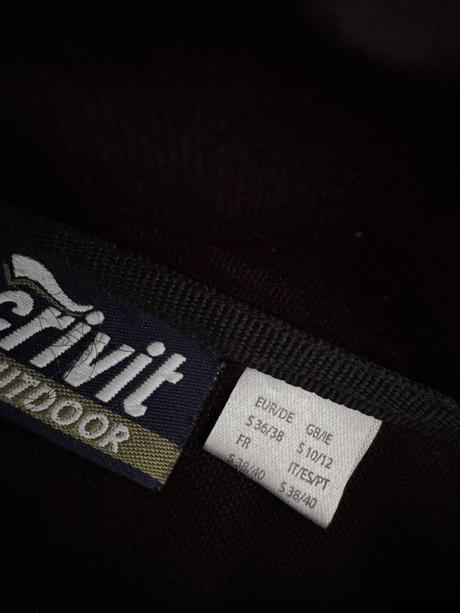 crivit
OUTDOOR
EUR/DE GB/IE
S 36/38 S 10/12
FR IT/ES/PT
S 38/40 S 38/40